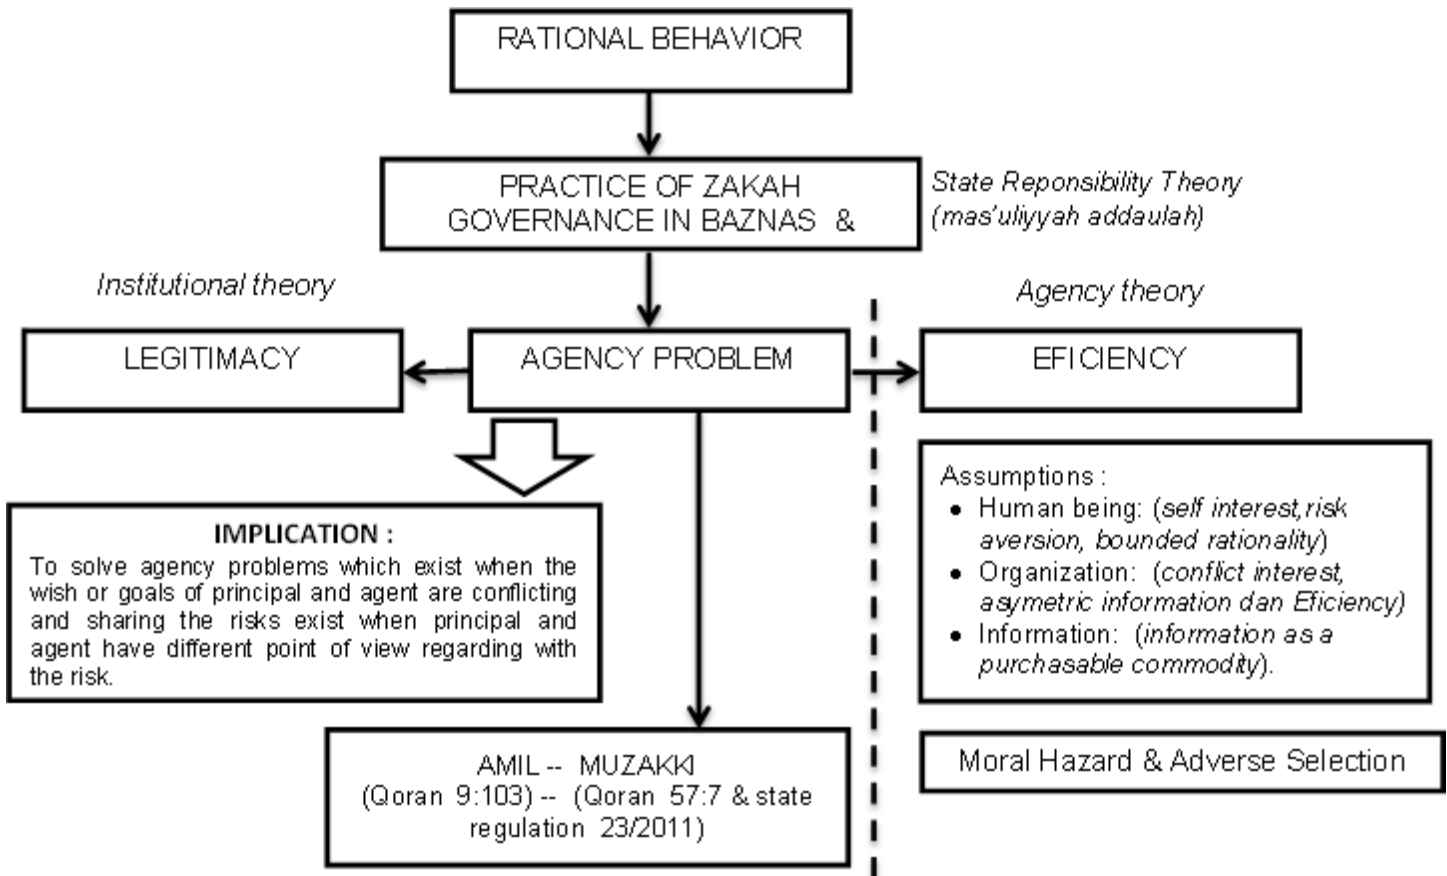 RATIONAL BEHAVIOR
PRACTICE OF ZAKAH
GOVERNANCE IN BAZNAS &
State Reponsibility Theory
(mas'uliyyah addaulah)
Institutional theory
Agency theory
LEGITIMACY
AGENCY PROBLEM
EFICIENCY
IMPLICATION :
To solve agency problems which exist when the
wish or goals of principal and agent are conflicting
and sharing the risks exist when principal and
agent have different point of view regarding with
the risk.
Assumptions :
● Human being: (self interest,risk
aversion, bounded rationality)
● Organization: (conflict interest,
asymetric information dan Eficiency)
● Information: (information as a
purchasable commodity).
AMIL -- MUZAKKI
(Qoran 9:103) -- (Qoran 57:7 & state
regulation 23/2011)
Moral Hazard & Adverse Selection